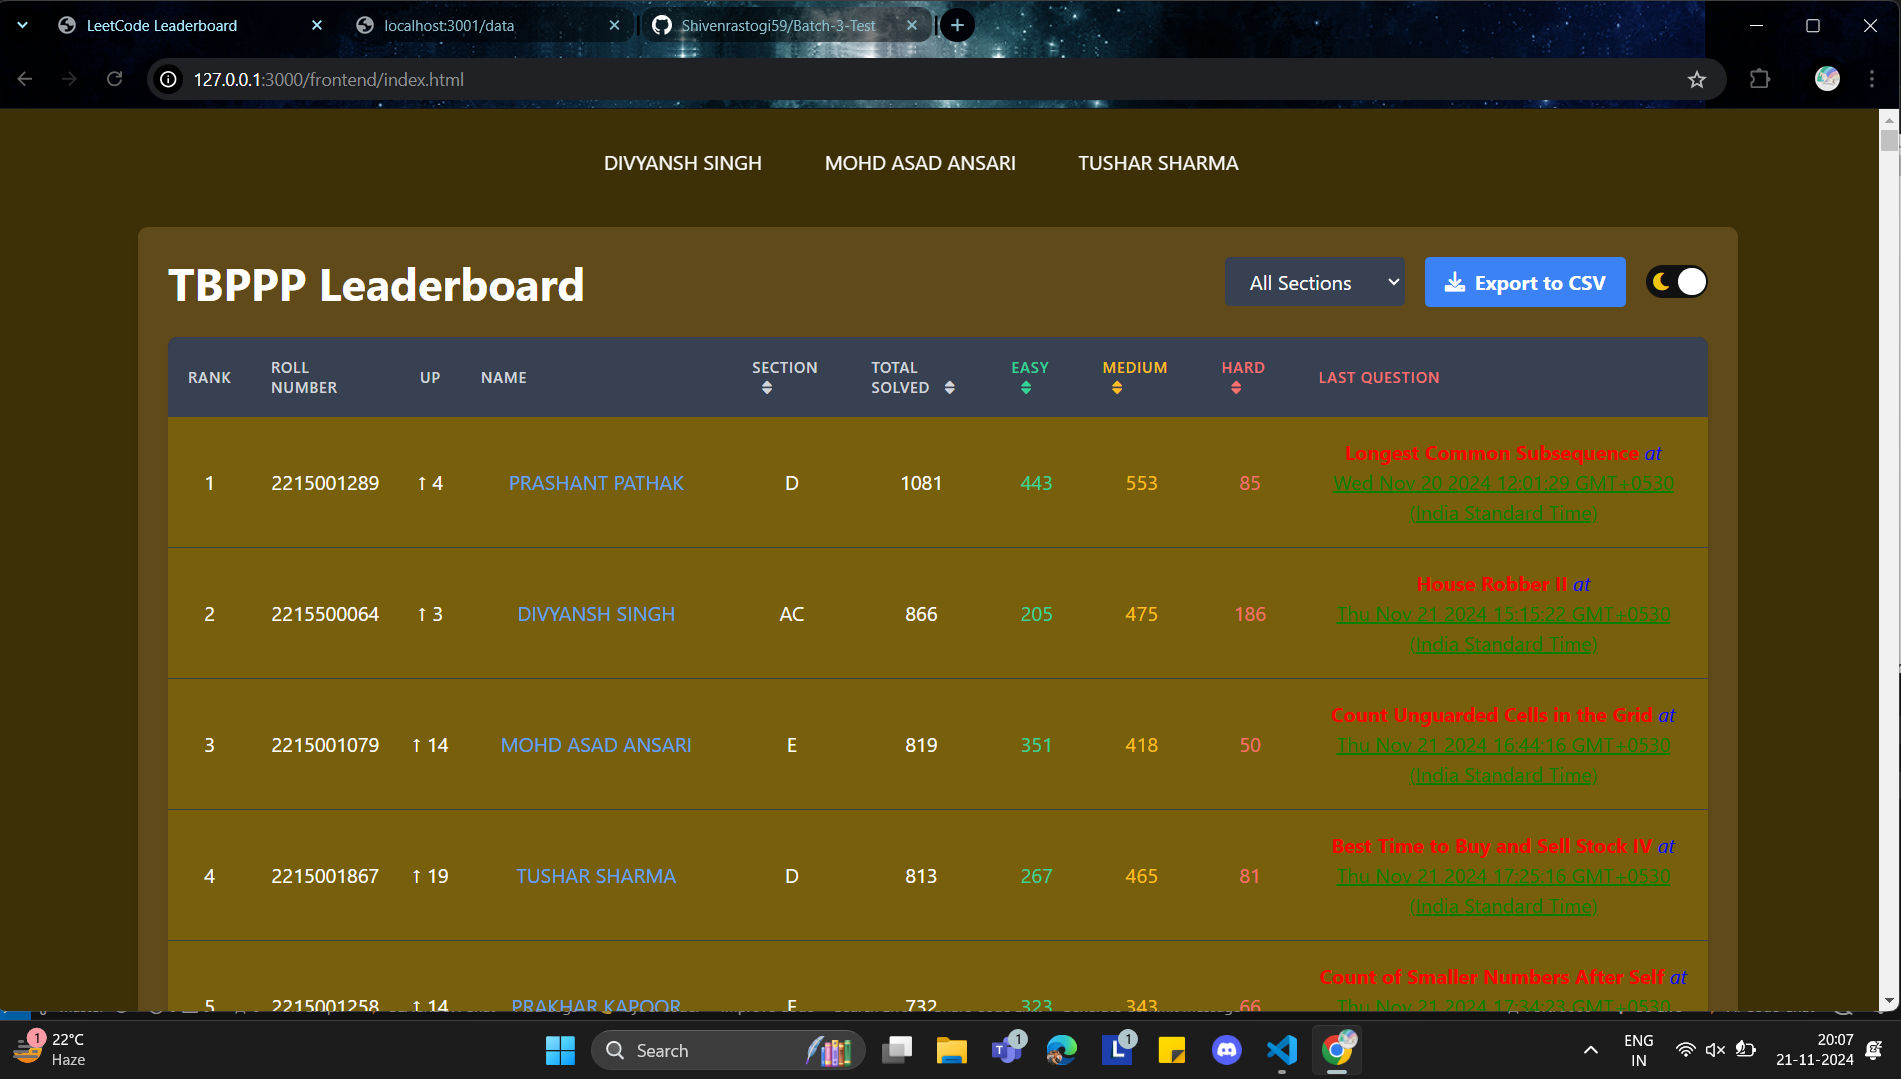 LeetCode Leaderboard
localhost:3001/data
Shivenrastogi59/Batch-3-Test
127.0.0.1:3000/frontend/index.html
DIVYANSH SINGH MOHD ASAD ANSARI TUSHAR SHARMA
TBPPP Leaderboard
All Sections
Export to CSV
RANK ROLL NUMBER UP NAME SECTION TOTAL SOLVED EASY MEDIUM HARD LAST QUESTION
Longest Common Subsequence at
1 2215001289 ↑ 4 PRASHANT PATHAK D 1081 443 553 85 Wed Nov 20 2024 12:01:29 GMT+0530
(India Standard Time)
House Robber II at
2 2215500064 ↑ 3 DIVYANSH SINGH AC 866 205 475 186 Thu Nov 21 2024 15:15:22 GMT+0530
(India Standard Time)
Count Unguarded Cells in the Grid at
3 2215001079 ↑ 14 MOHD ASAD ANSARI E 819 351 418 50 Thu Nov 21 2024 16:44:16 GMT+0530
(India Standard Time)
Best Time to Buy and Sell Stock IV at
4 2215001867 ↑ 19 TUSHAR SHARMA D 813 267 465 81 Thu Nov 21 2024 17:25:16 GMT+0530
(India Standard Time)
Count of Smaller Numbers After Self at
5 2215001258 ↑ 14 PRAKHAR KAPOOR 732 323 343 66 Thu Nov 21 2024 17:34:23 GMT+0530
1
22°C
Haze
Search
1
1
ENG
IN
20:07
21-11-2024